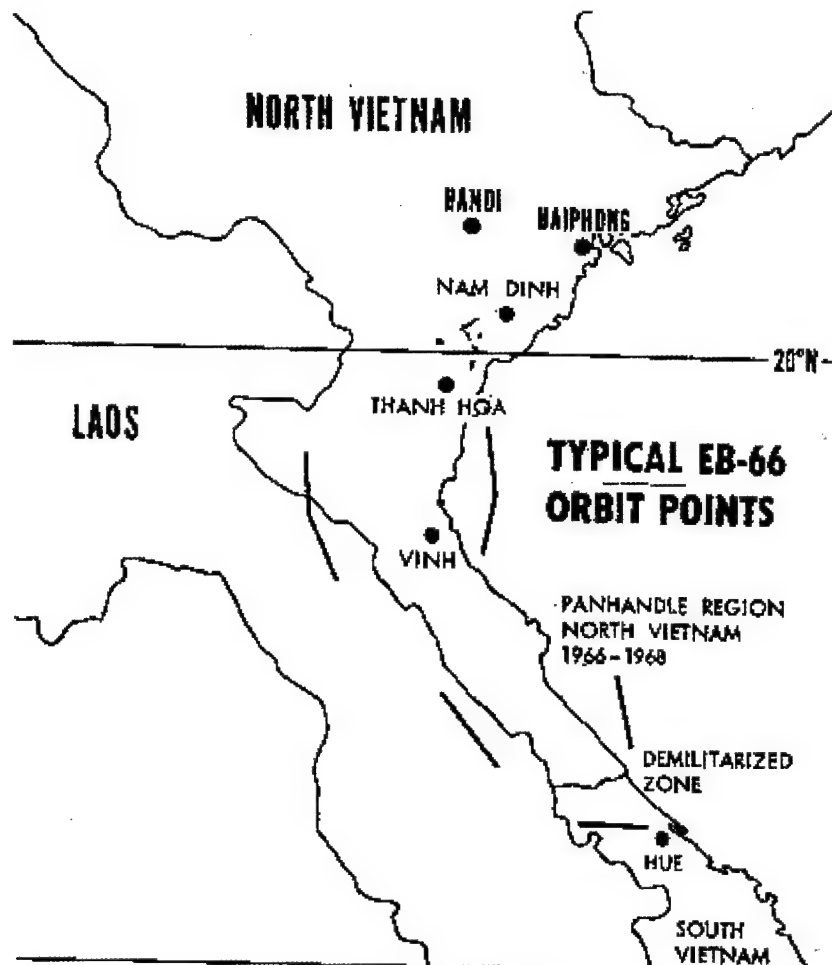 NORTH VIETNAM
HANOI
HAIPHONG
NAM DINH
20°N
THANH HOA
LAOS
TYPICAL EB-66
ORBIT POINTS
VINH
PANHANDLE REGION
NORTH VIETNAM
1966-1968
DEMILITARIZED
ZONE
HUE
SOUTH
VIETNAM